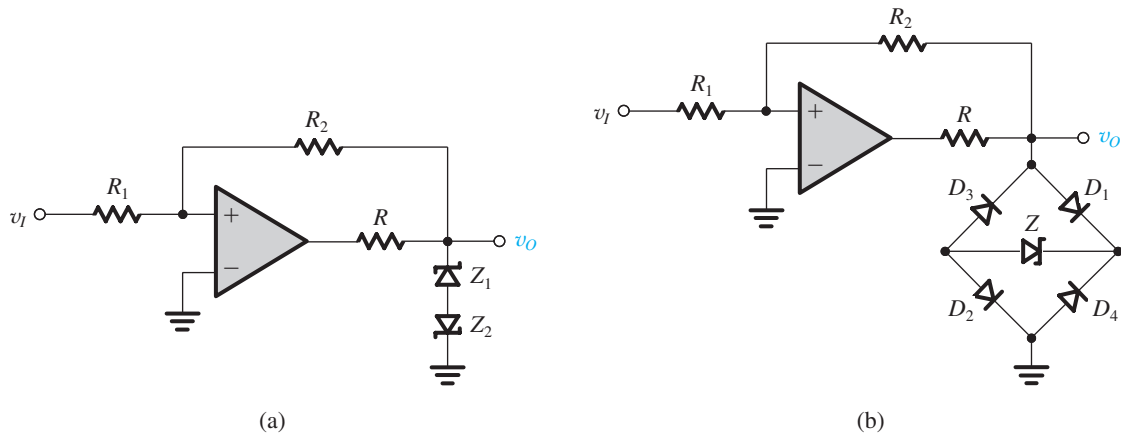 R2
R1
vI
+
−
R
vO
Z1
Z2
(a)
R2
R1
vI
+
−
R
vO
D3
D1
Z
D2
D4
(b)